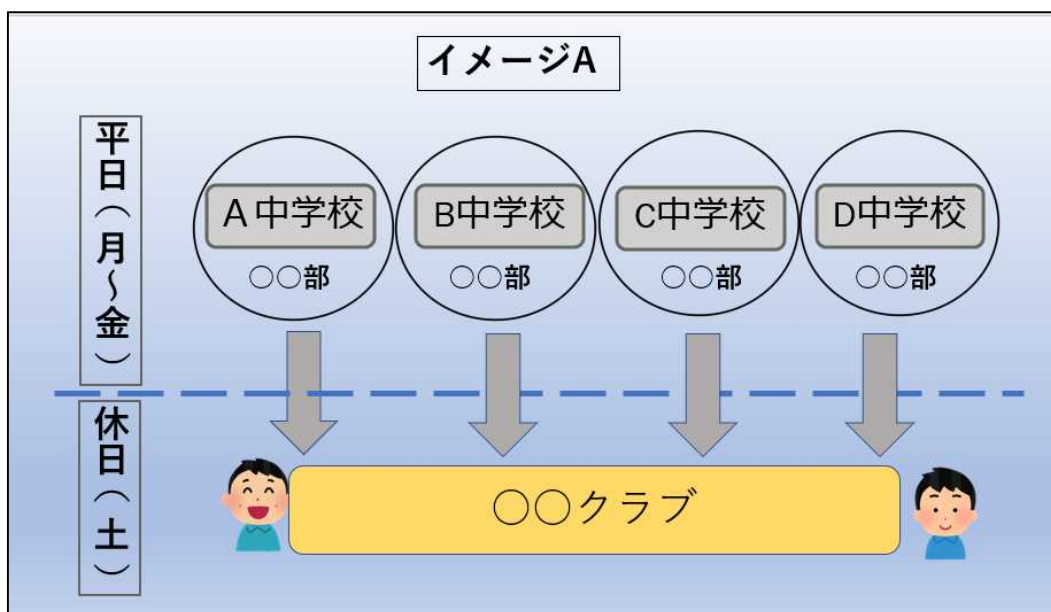 イメージA
平日（月～金）
A中学校
○○部
B中学校
○○部
C中学校
○○部
D中学校
○○部
休日（土）
○○クラブ